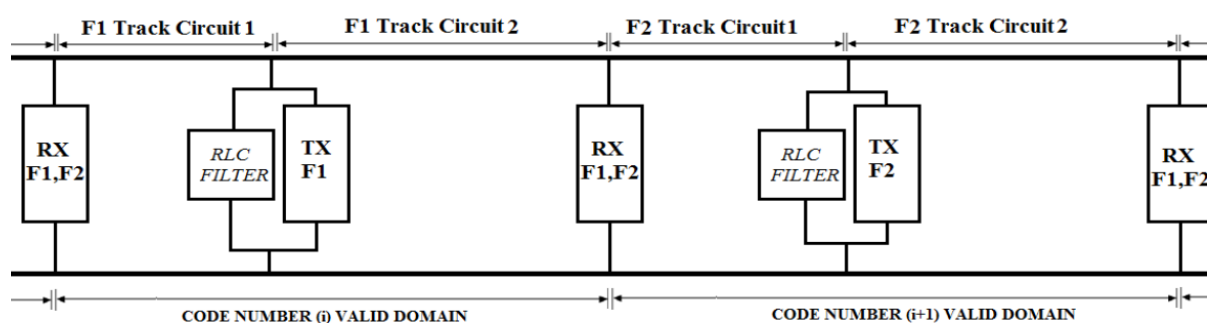 F1 Track Circuit 1
F1 Track Circuit 2
F2 Track Circuit 1
F2 Track Circuit 2
RX
F1,F2
RLC
FILTER
TX
F1
RX
F1,F2
RLC
FILTER
TX
F2
RX
F1,F2
CODE NUMBER (i) VALID DOMAIN
CODE NUMBER (i+1) VALID DOMAIN